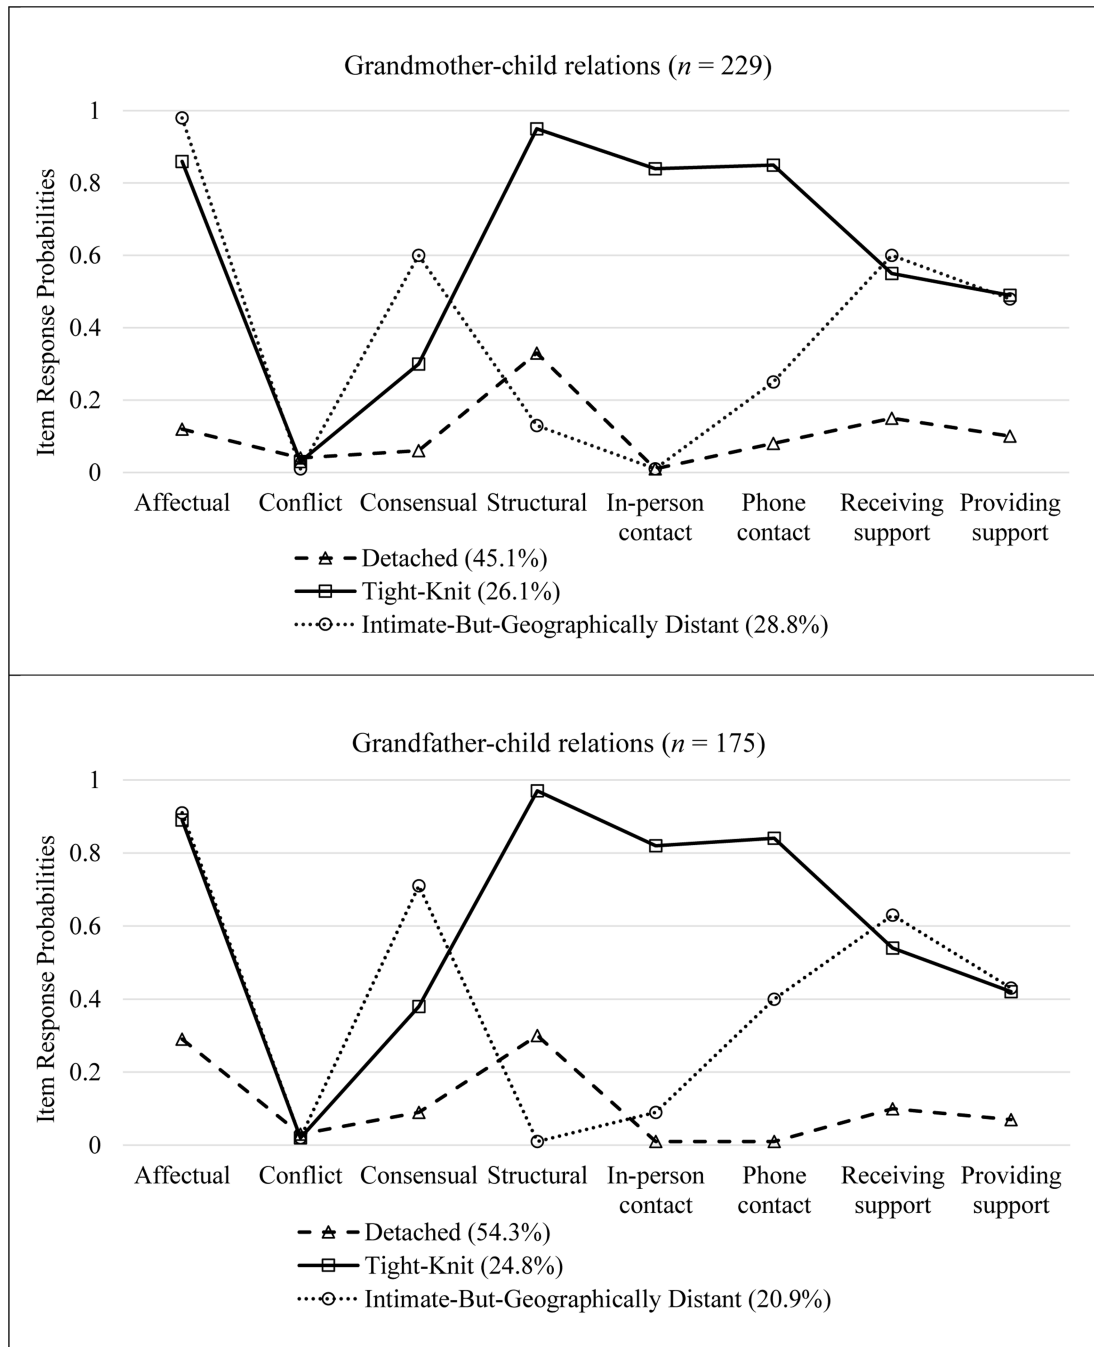 Grandmother-child relations (n = 229)
Item Response Probabilities
1
0.8
0.6
0.4
0.2
0
Affectual Conflict Consensual Structural In-person contact Phone contact Receiving support Providing support
Detached (45.1%)
Tight-Knit (26.1%)
Intimate-But-Geographically Distant (28.8%)
Grandfather-child relations (n = 175)
Item Response Probabilities
1
0.8
0.6
0.4
0.2
0
Affectual Conflict Consensual Structural In-person contact Phone contact Receiving support Providing support
Detached (54.3%)
Tight-Knit (24.8%)
Intimate-But-Geographically Distant (20.9%)